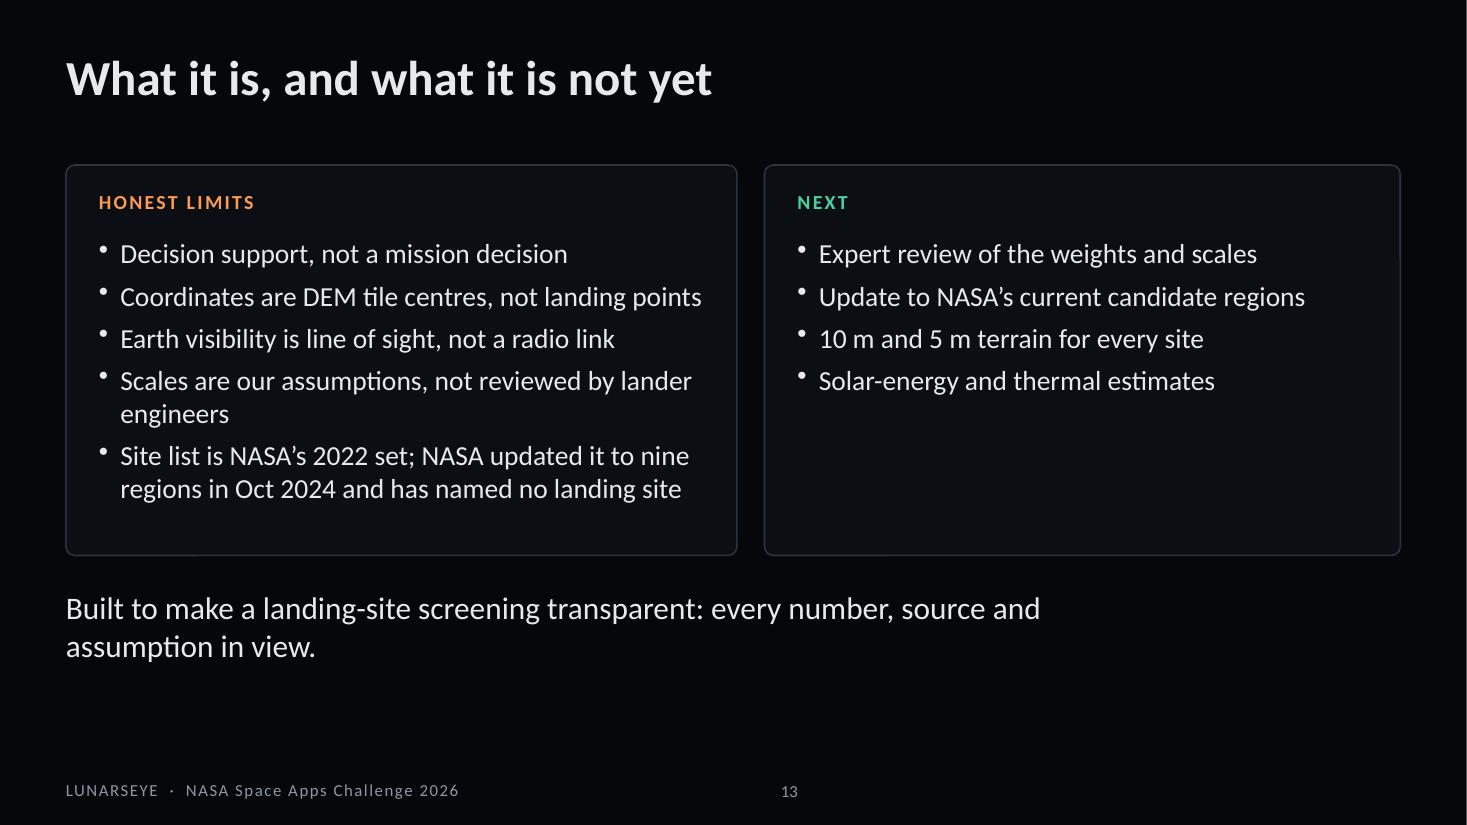 What it is, and what it is not yet
HONEST LIMITS
• Decision support, not a mission decision
• Coordinates are DEM tile centres, not landing points
• Earth visibility is line of sight, not a radio link
• Scales are our assumptions, not reviewed by lander
engineers
• Site list is NASA’s 2022 set; NASA updated it to nine
regions in Oct 2024 and has named no landing site
NEXT
• Expert review of the weights and scales
• Update to NASA’s current candidate regions
• 10 m and 5 m terrain for every site
• Solar-energy and thermal estimates
Built to make a landing-site screening transparent: every number, source and
assumption in view.
LUNARSEYE · NASA Space Apps Challenge 2026
13